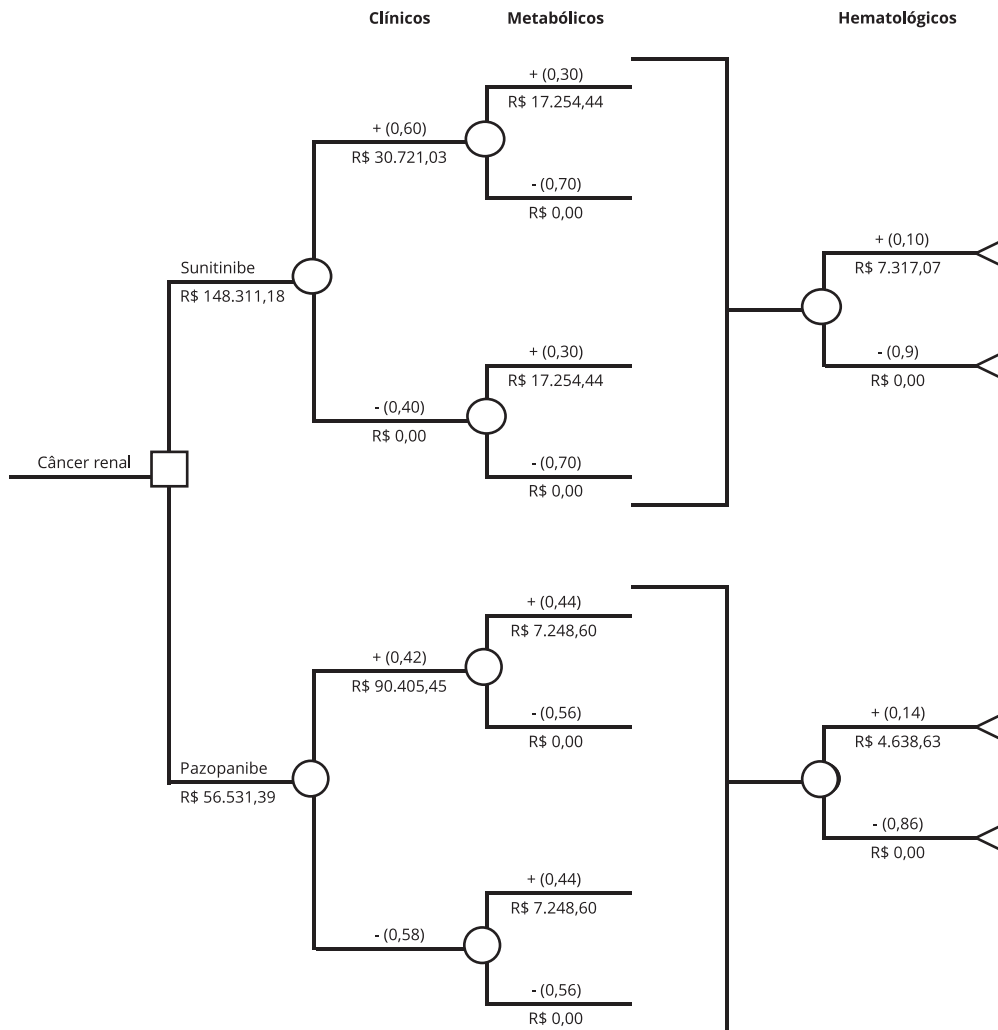 Clínicos
Metabólicos
Hematológicos
+ (0,30)
R$ 17.254,44
+ (0,60)
R$ 30.721,03
- (0,70)
R$ 0,00
+ (0,10)
R$ 7.317,07
Sunitinibe
R$ 148.311,18
- (0,9)
R$ 0,00
+ (0,30)
R$ 17.254,44
- (0,40)
R$ 0,00
- (0,70)
R$ 0,00
Câncer renal
+ (0,44)
R$ 7.248,60
+ (0,42)
R$ 90.405,45
- (0,56)
R$ 0,00
+ (0,14)
R$ 4.638,63
Pazopanibe
R$ 56.531,39
- (0,86)
R$ 0,00
+ (0,44)
R$ 7.248,60
- (0,58)
- (0,56)
R$ 0,00